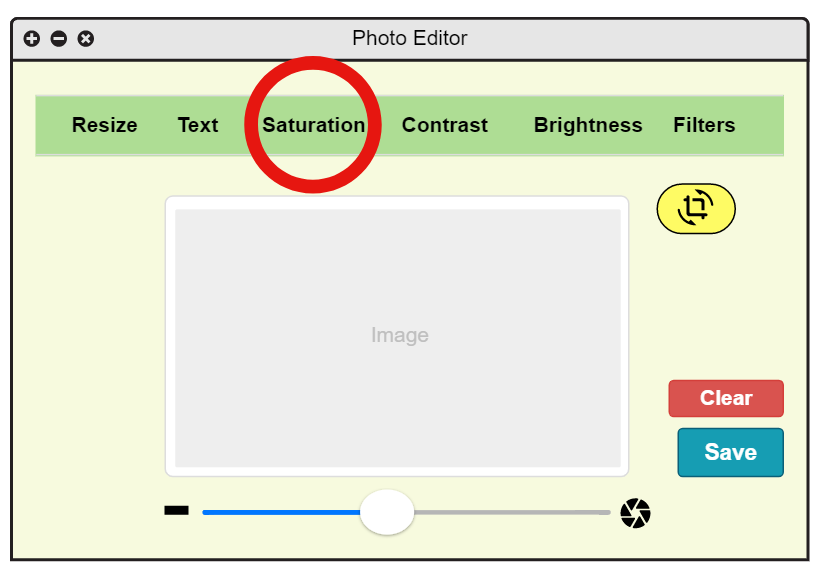 Photo Editor
Resize Text Saturation Contrast Brightness Filters
Image
Clear
Save